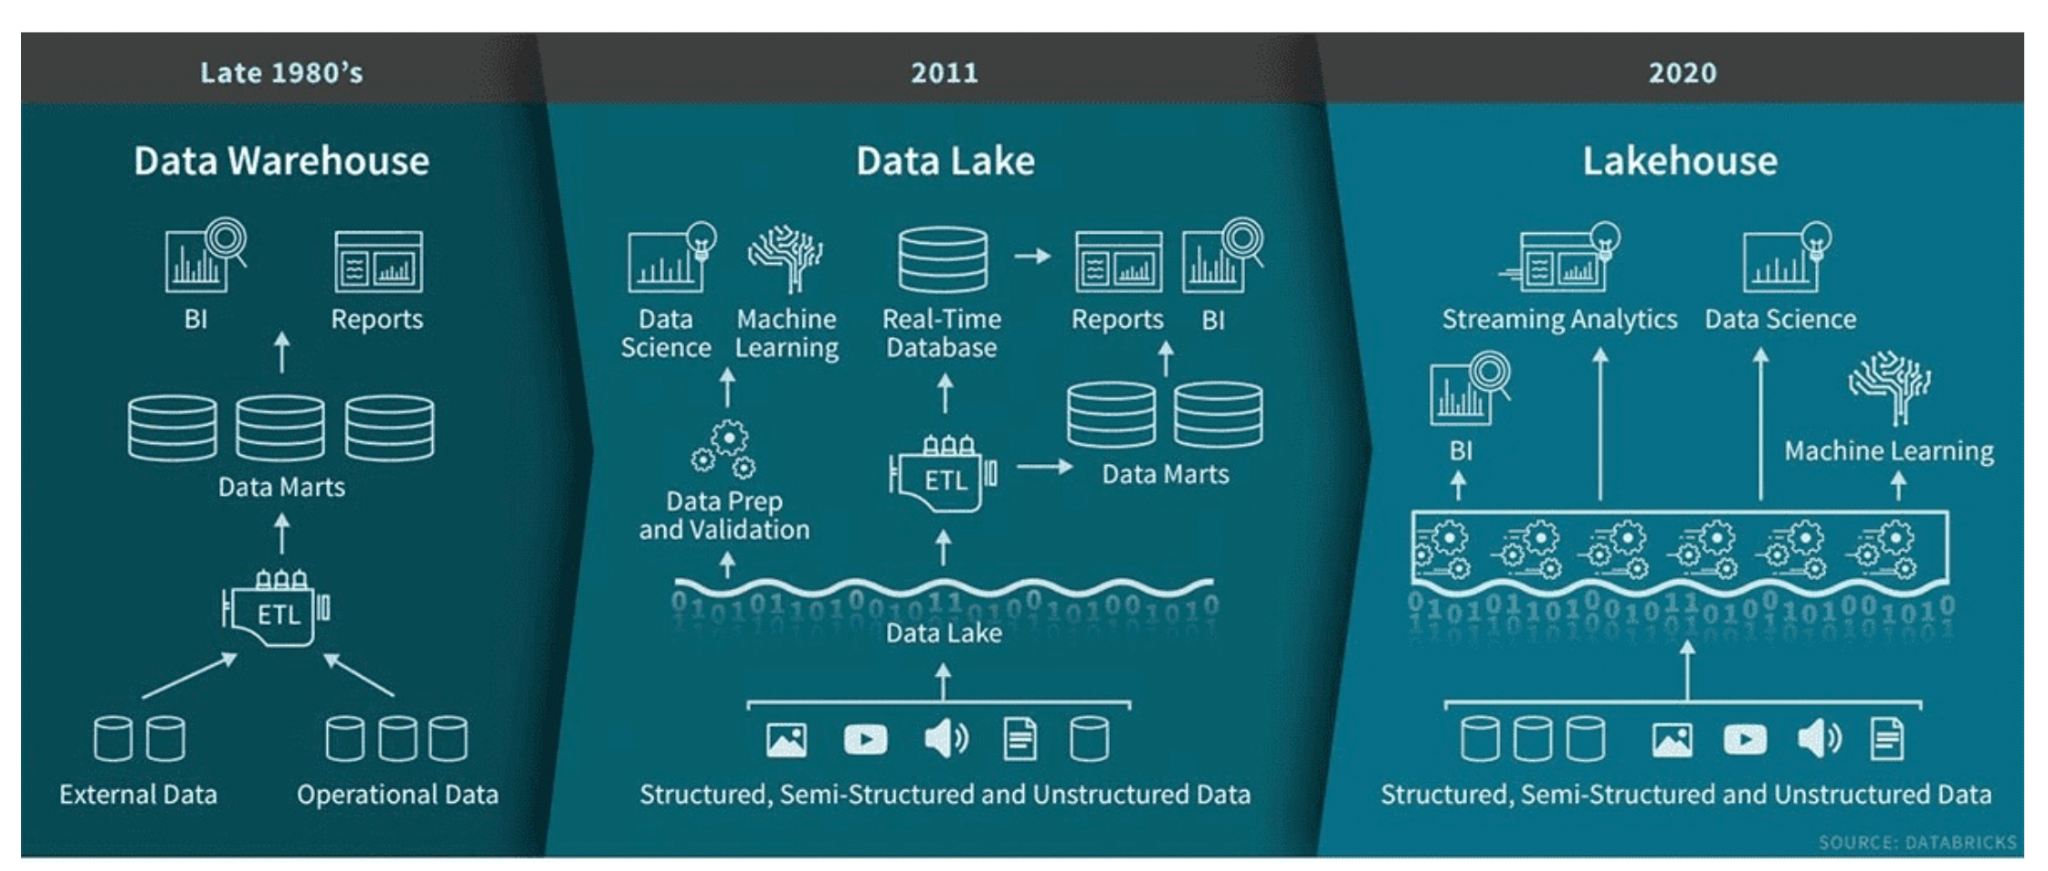 Late 1980's
Data Warehouse
BI
Reports
Data Marts
ETL
External Data
Operational Data
2011
Data Lake
Data
Science
Machine
Learning
Real-Time
Database
Reports
BI
Data Prep
and Validation
ETL
Data Marts
0101011010001011010001010010 10
Data Lake
Structured, Semi-Structured and Unstructured Data
2020
Lakehouse
Streaming Analytics
Data Science
BI
Machine Learning
Structured, Semi-Structured and Unstructured Data
SOURCE: DATABRICKS